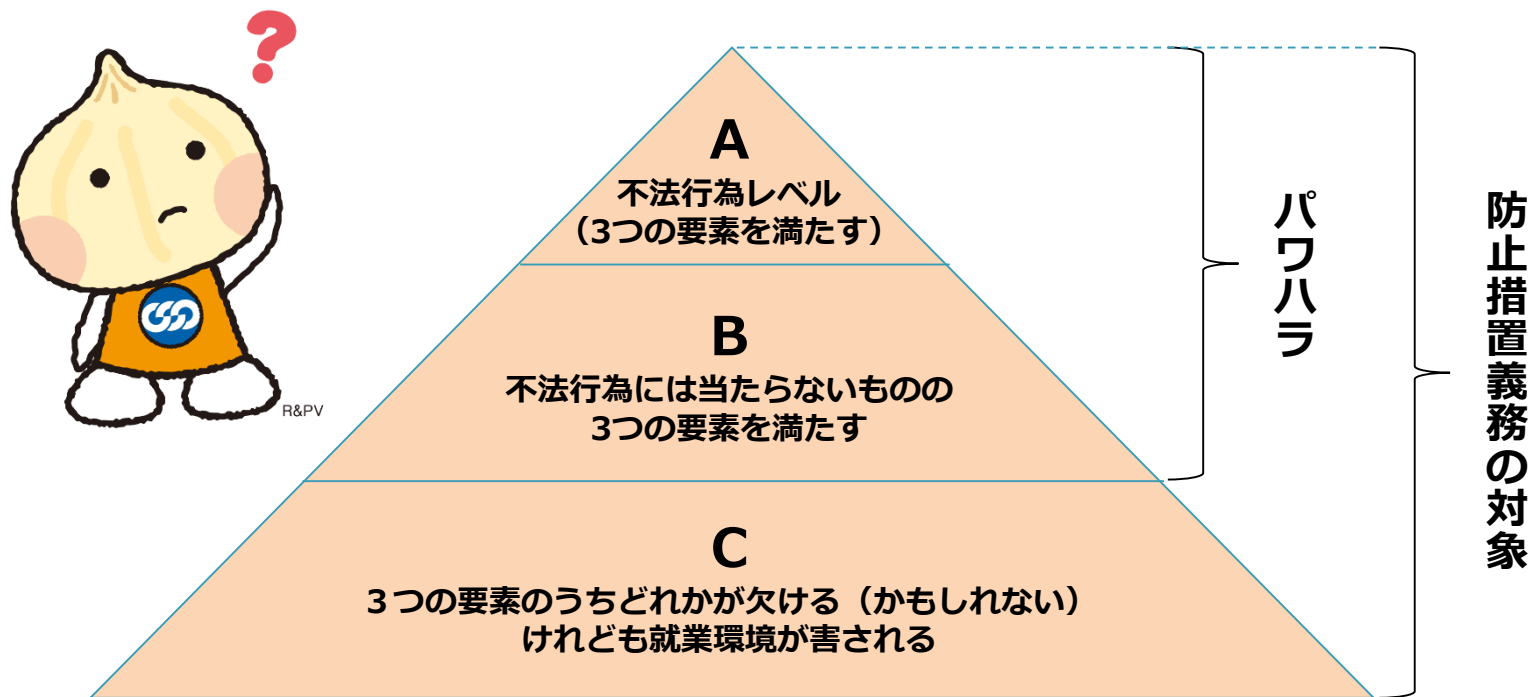 ?
A
不法行為レベル
（3つの要素を満たす）
B
不法行為には当たらないものの
3つの要素を満たす
C
３つの要素のうちどれかが欠ける（かもしれない）
けれども就業環境が害される
パワハラ
防止措置義務の対象
R&PV